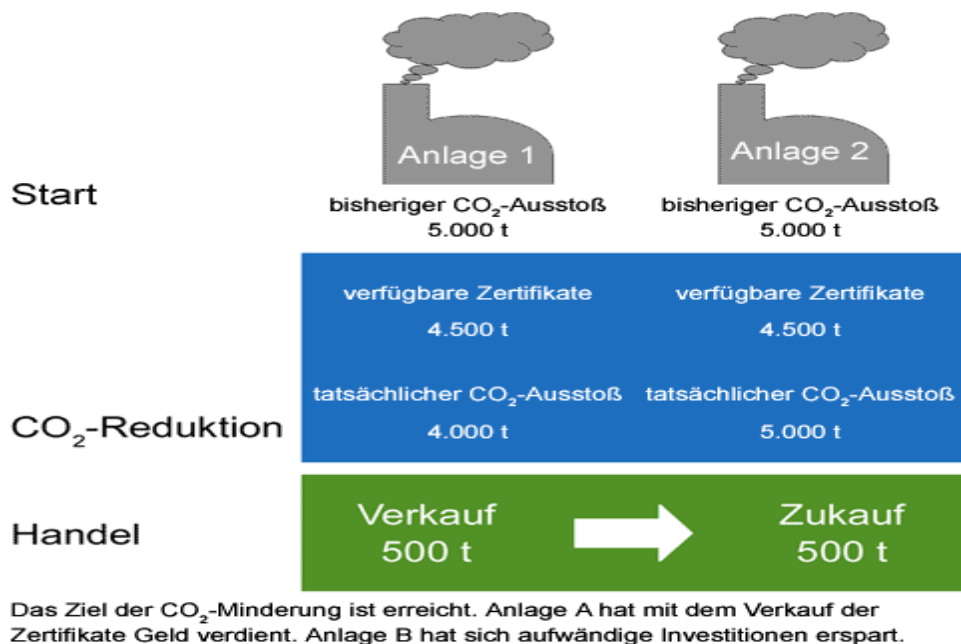 Anlage 1
Anlage 2
Start
bisheriger CO₂-Ausstoß
5.000 t
bisheriger CO₂-Ausstoß
5.000 t
verfügbare Zertifikate
4.500 t
verfügbare Zertifikate
4.500 t
CO₂-Reduktion
tatsächlicher CO₂-Ausstoß
4.000 t
tatsächlicher CO₂-Ausstoß
5.000 t
Handel
Verkauf
500 t
Zukauf
500 t
Das Ziel der CO₂-Minderung ist erreicht. Anlage A hat mit dem Verkauf der
Zertifikate Geld verdient. Anlage B hat sich aufwändige Investitionen erspart.